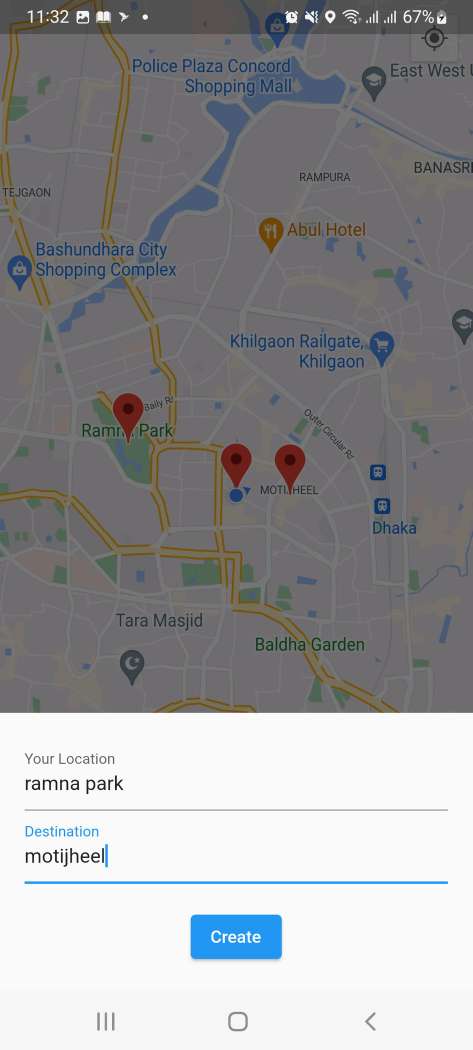 11:32
67%
Police Plaza Concord
Shopping Mall
East West U
RAMPURA
BANASRI
TEJGAON
Abul Hotel
Bashundhara City
Shopping Complex
Khilgaon Railgate,
Khilgaon
Baily Rd
Ramna Park
Outer Circular Rd
MOTIJHEEL
Dhaka
Tara Masjid
Baldha Garden
Your Location
ramna park
Destination
motijheel
Create